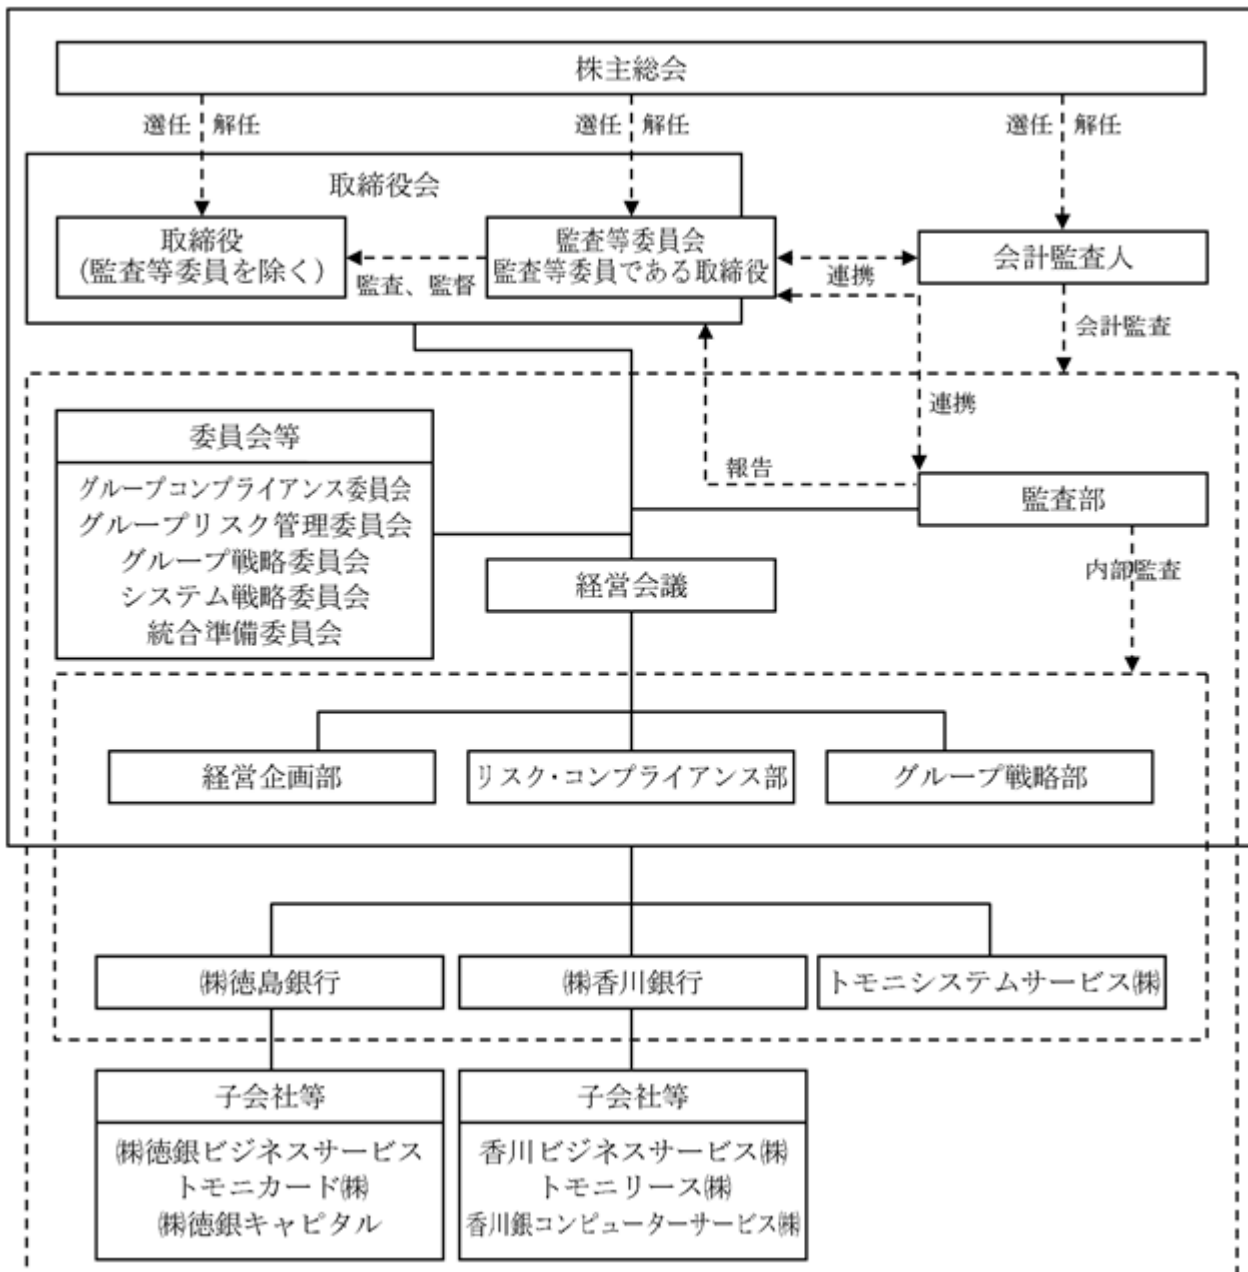 株主総会
選任 解任
選任 解任
選任 解任
取締役会
取締役
（監査等委員を除く）
監査、監督
監査等委員会
監査等委員である取締役
連携
会計監査人
会計監査
連携
報告
委員会等
グループコンプライアンス委員会
グループリスク管理委員会
グループ戦略委員会
システム戦略委員会
統合準備委員会
監査部
内部監査
経営会議
経営企画部
リスク・コンプライアンス部
グループ戦略部
㈱徳島銀行
㈱香川銀行
トモニシステムサービス㈱
子会社等
㈱徳銀ビジネスサービス
トモニカード㈱
㈱徳銀キャピタル
子会社等
香川ビジネスサービス㈱
トモニリース㈱
香川銀コンピューターサービス㈱